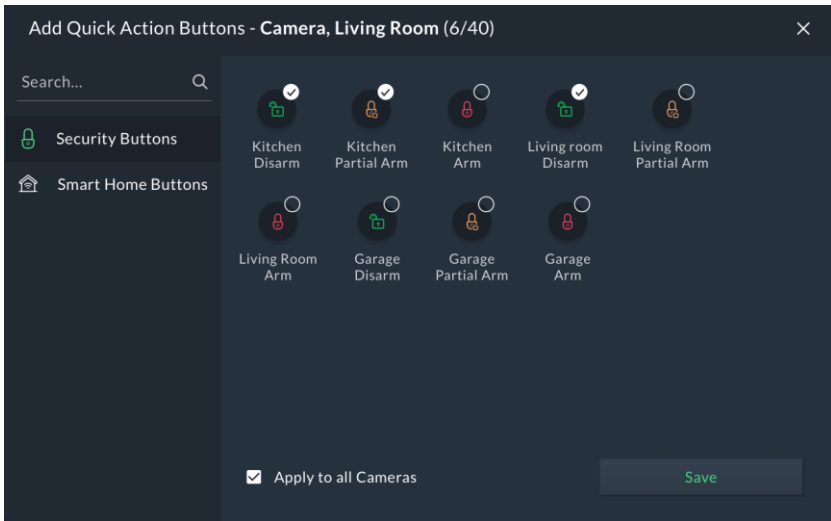 Add Quick Action Buttons - Camera, Living Room (6/40)
Search...
Security Buttons
Smart Home Buttons
Kitchen Disarm
Kitchen Partial Arm
Kitchen Arm
Living room Disarm
Living Room Partial Arm
Living Room Arm
Garage Disarm
Garage Partial Arm
Garage Arm
Apply to all Cameras
Save